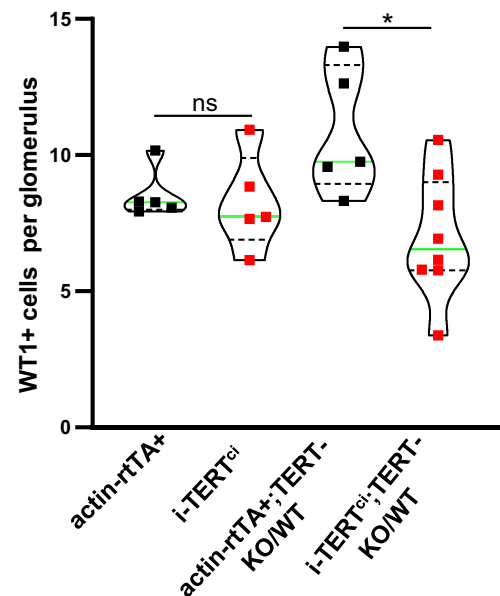 WT1+ cells per glomerulus
15
10
5
0
ns
*
actin-rtTA+
i-TERTci
actin-rtTA+;TERT-
KO/WT
i-TERTci;TERT-
KO/WT